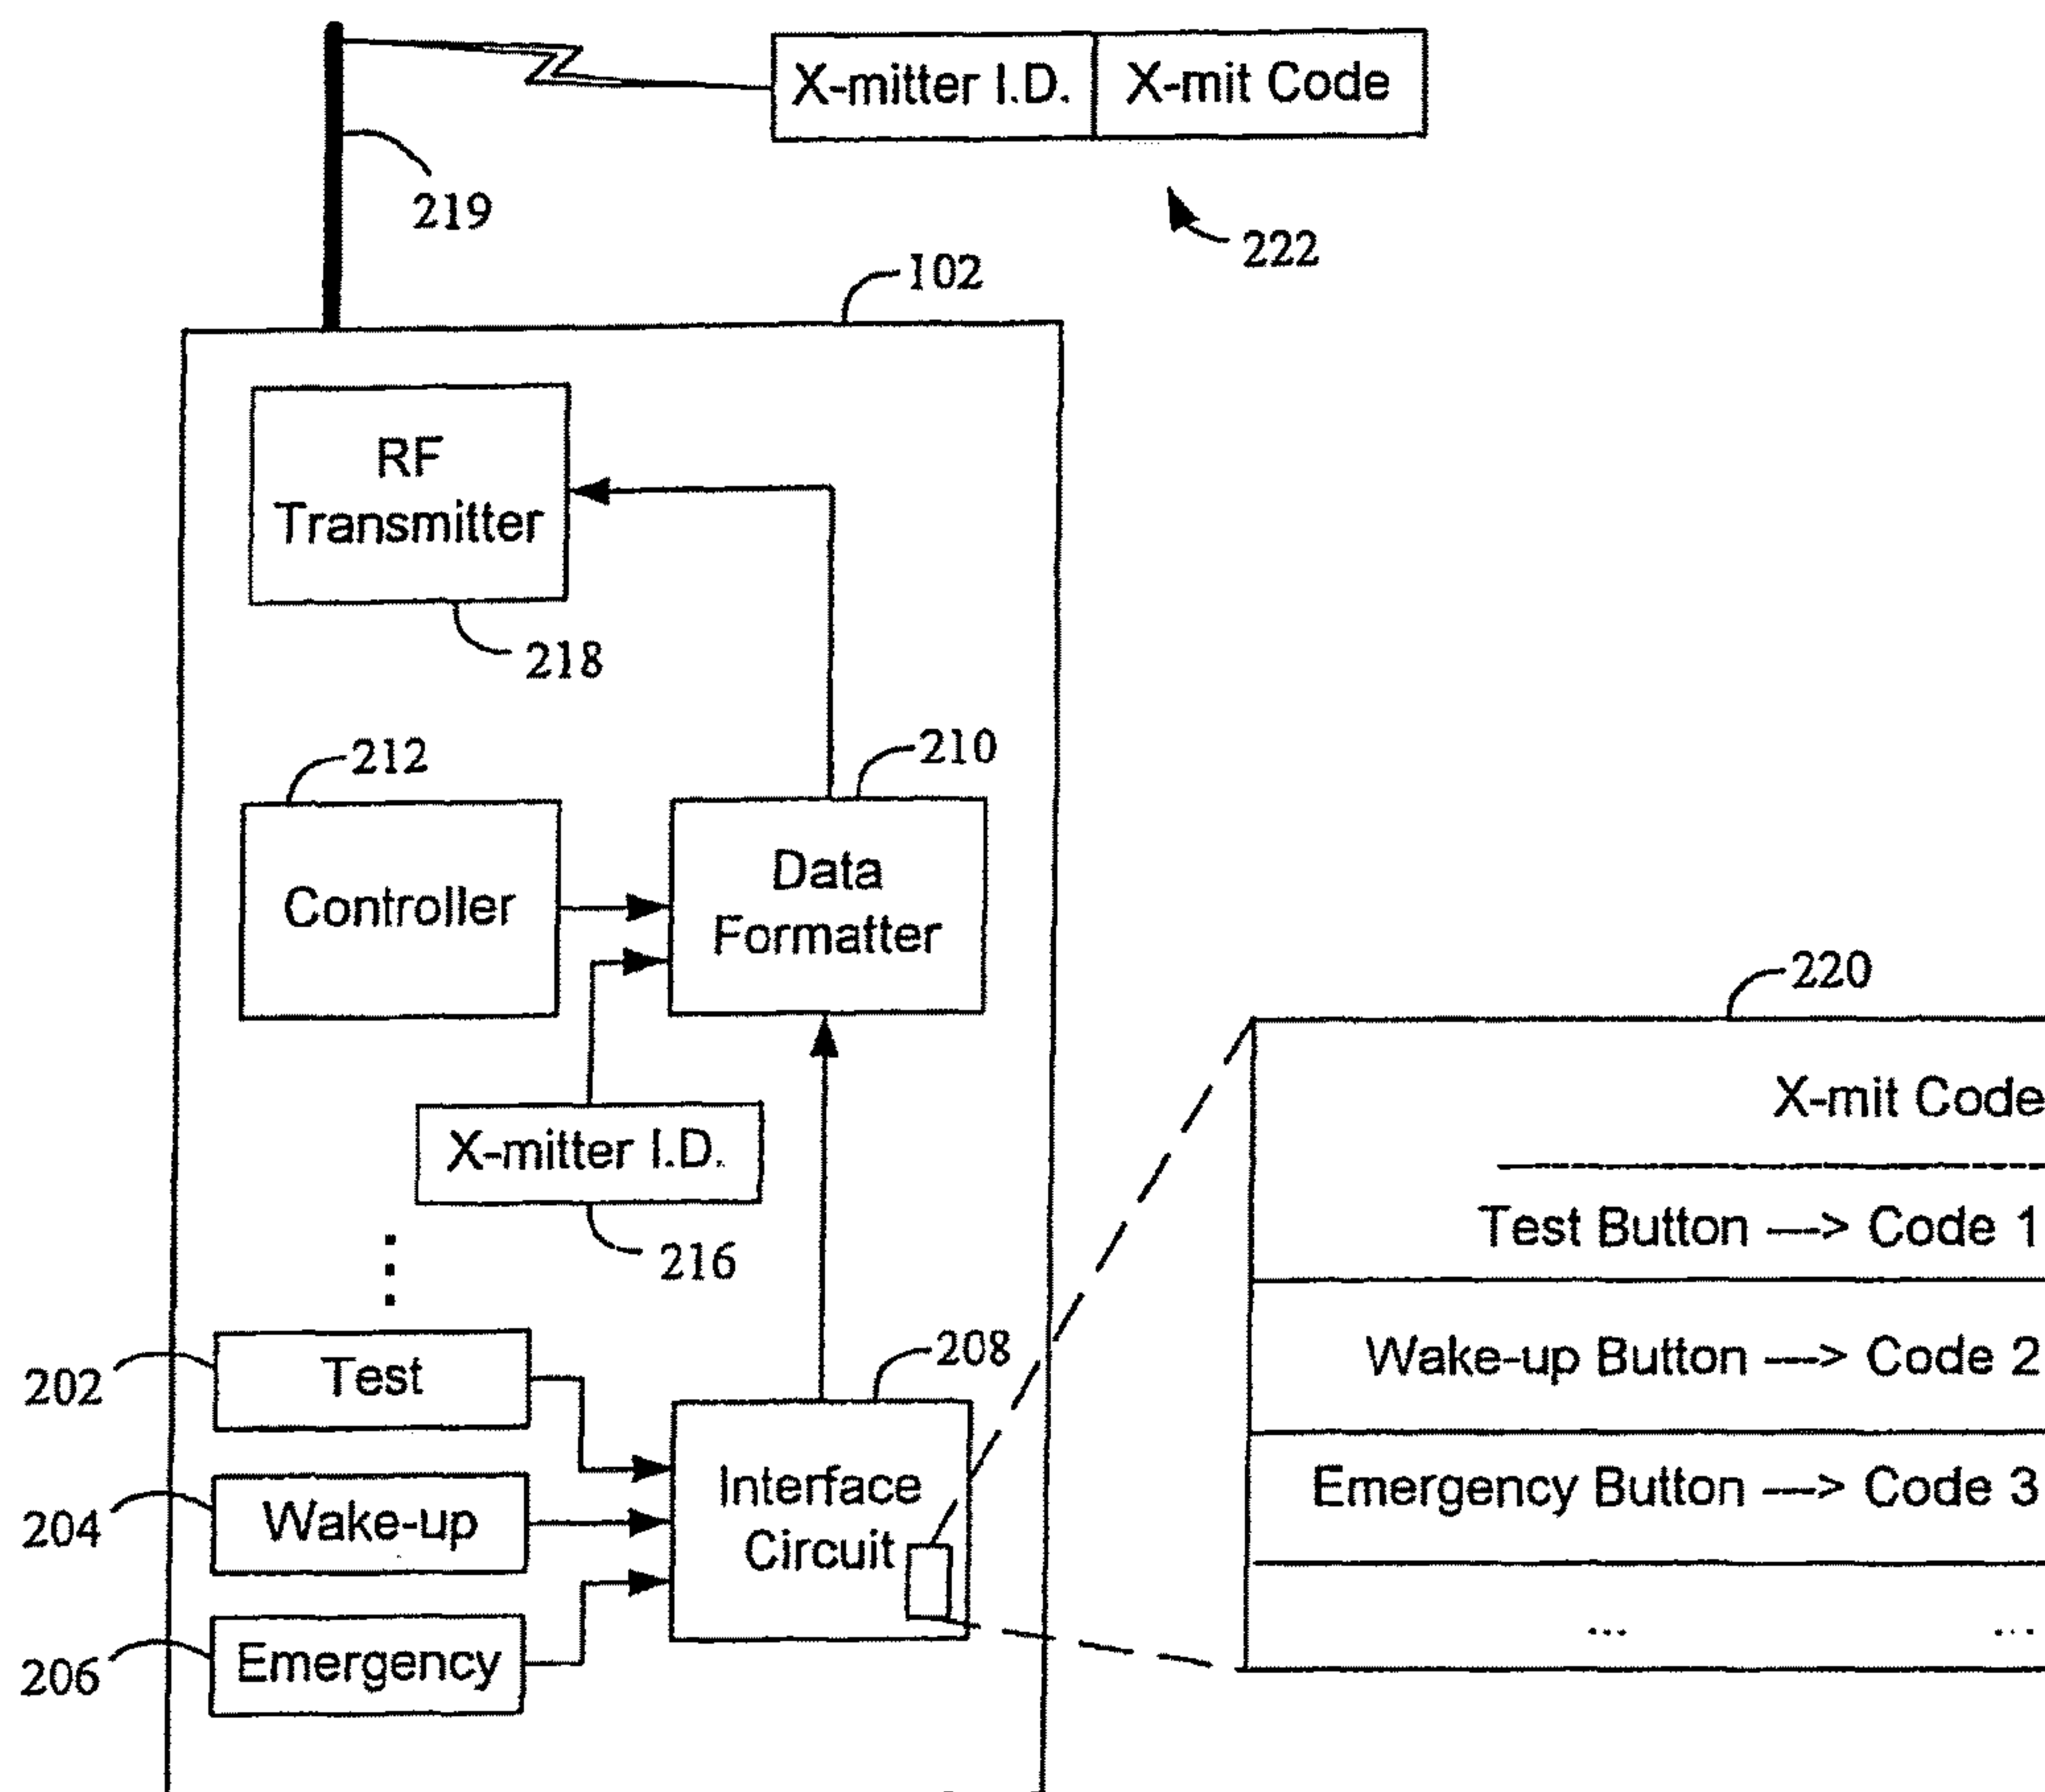 X-mitter I.D. X-mit Code
219
222
102
RF
Transmitter
218
212
210
Controller
Data
Formatter
220
X-mitter I.D.
216
X-mit Code
Test Button ---> Code 1
Wake-up Button ---> Code 2
Emergency Button ---> Code 3
... ...
202
Test
208
204
Wake-up
Interface
Circuit
206
Emergency